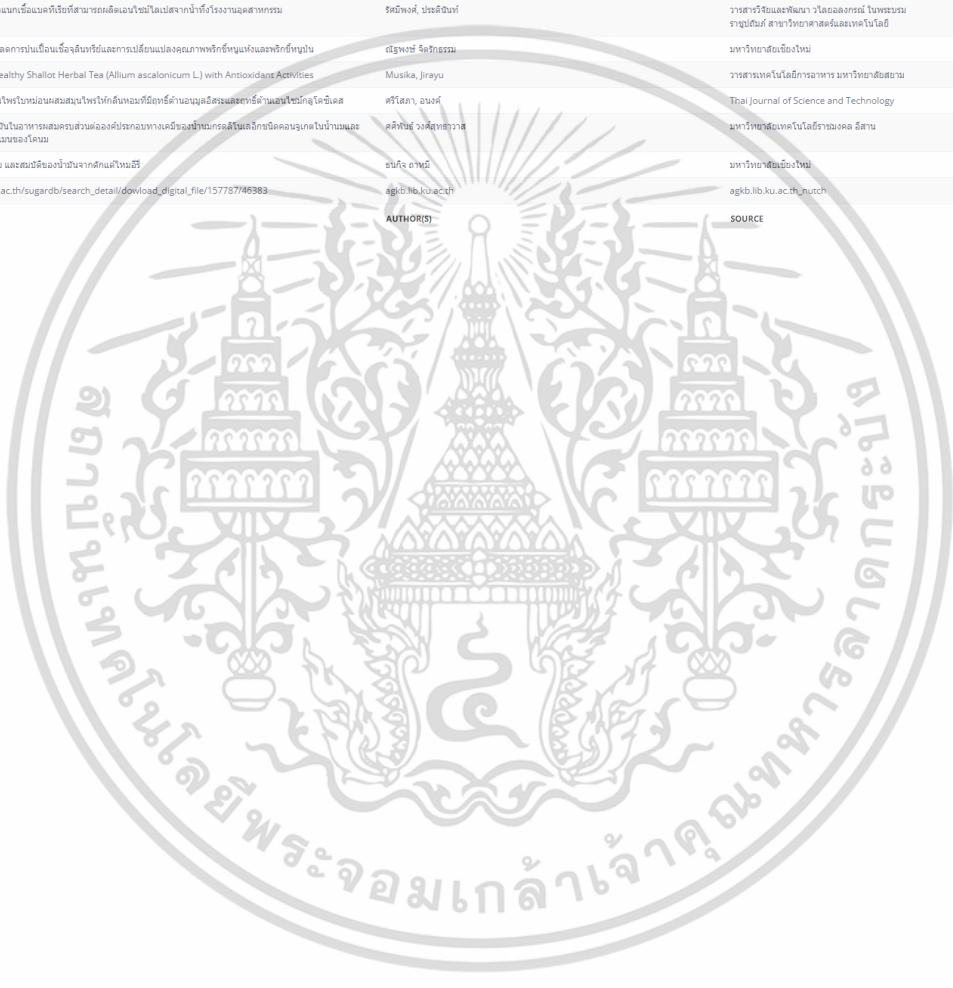 แนกเชื้อแบคทีเรียที่สามารถผลิตเอนไซม์ไลเปสจากน้ำทิ้งโรงงานอุตสาหกรรม รัศมีพงศ์, ประดินันท์ วารสารวิจัยและพัฒนา วไลยอลงกรณ์ ในพระบรม
ราชูปถัมภ์ สาขาวิทยาศาสตร์และเทคโนโลยี
ลดการปนเปื้อนเชื้อจุลินทรีย์และการเปลี่ยนแปลงคุณภาพพริกขี้หนูแห้งและพริกขี้หนูป่น ณัฐพงษ์ จิตรักธรรม มหาวิทยาลัยเชียงใหม่
ealthy Shallot Herbal Tea (Allium ascalonicum L.) with Antioxidant Activities Musika, Jirayu วารสารเทคโนโลยีการอาหาร มหาวิทยาลัยสยาม
นไพรใบหม่อนผสมสมุนไพรให้กลิ่นหอมที่มีฤทธิ์ต้านอนุมูลอิสระและฤทธิ์ต้านเอนไซม์กลูโคซิเดส ศรีโสภา, อนงค์ Thai Journal of Science and Technology
มันในอาหารผสมครบส่วนต่อองค์ประกอบทางเคมีของน้ำนมกรดลิโนเลอิกชนิดคอนจูเกตในน้ำนมและ ศศิพันธ์ วงศ์สุทธาวาส มหาวิทยาลัยเทคโนโลยีราชมงคล อีสาน
เมนของโคนม
และสมบัติของน้ำมันจากดักแด้ไหมอีรี่ ธนกิจ ถาหมี มหาวิทยาลัยเชียงใหม่
ac.th/sugardb/search_detail/dowload_digital_file/157787/46383 agkb.lib.ku.ac.th agkb.lib.ku.ac.th_nutch
AUTHOR(S) SOURCE
สถาบันเทคโนโลยีพระจอมเกล้าเจ้าคุณทหารลาดกระบัง